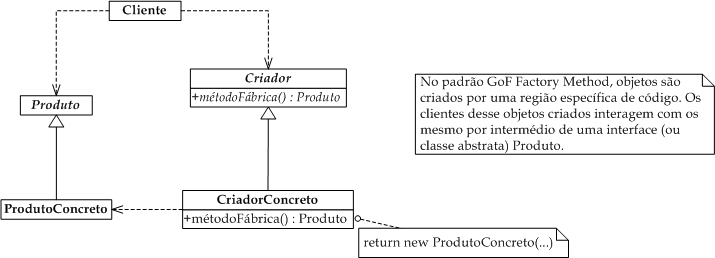 Cliente
Criador
+métodoFábrica() : Produto
Produto
No padrão GoF Factory Method, objetos são
criados por uma região específica de código. Os
clientes desse objetos criados interagem com os
mesmo por intermédio de uma interface (ou
classe abstrata) Produto.
ProdutoConcreto
CriadorConcreto
+métodoFábrica() : Produto
return new ProdutoConcreto(...)